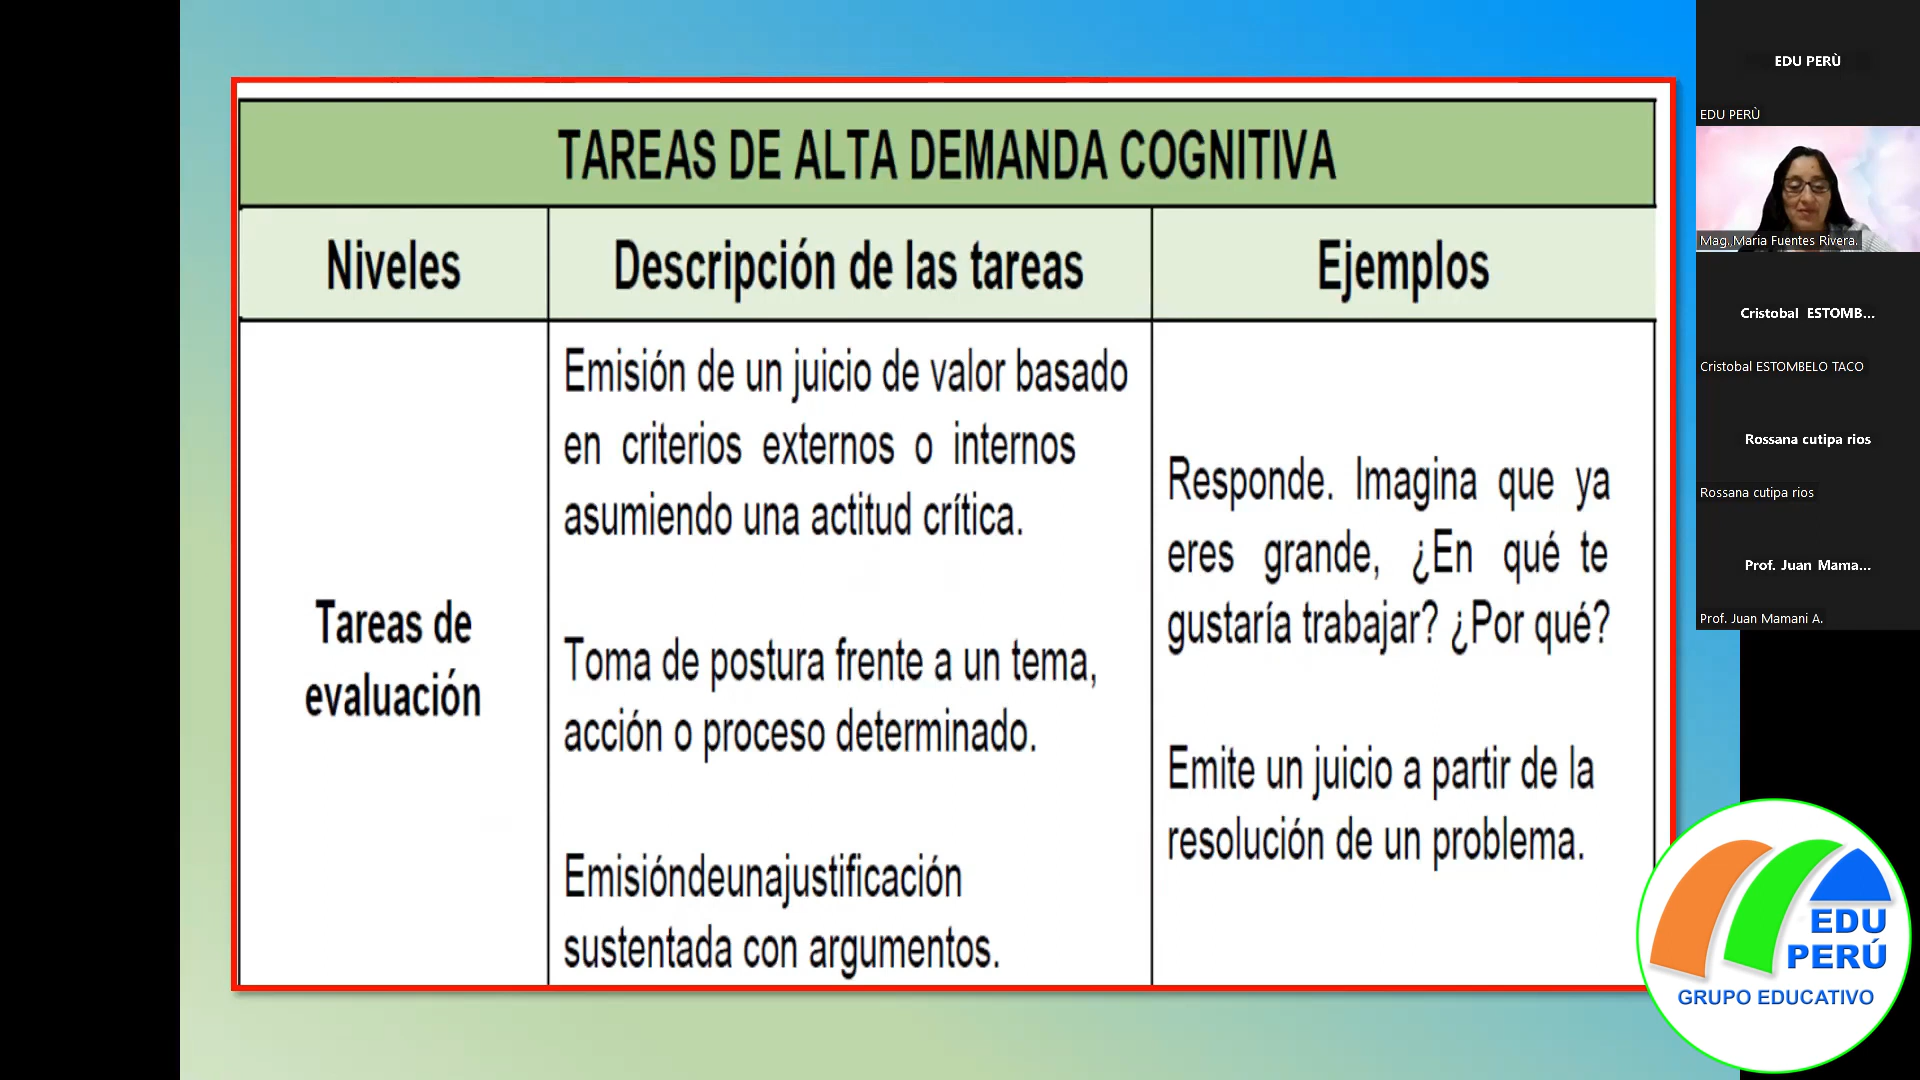 TAREAS DE ALTA DEMANDA COGNITIVA
Niveles
Descripción de las tareas
Ejemplos
Tareas de
evaluación
Emisión de un juicio de valor basado
en criterios externos o internos
asumiendo una actitud crítica.
Toma de postura frente a un tema,
acción o proceso determinado.
Emisióndeunajustificación
sustentada con argumentos.
Responde. Imagina que ya
eres grande, ¿En qué te
gustaría trabajar? ¿Por qué?
Emite un juicio a partir de la
resolución de un problema.
EDU PERÙ
EDU PERÙ
Mag. Maria Fuentes Rivera.
Cristobal ESTOMB...
Cristobal ESTOMBELO TACO
Rossana cutipa rios
Rossana cutipa rios
Prof. Juan Mama...
Prof. Juan Mamani A.
EDU
PERÚ
GRUPO EDUCATIVO